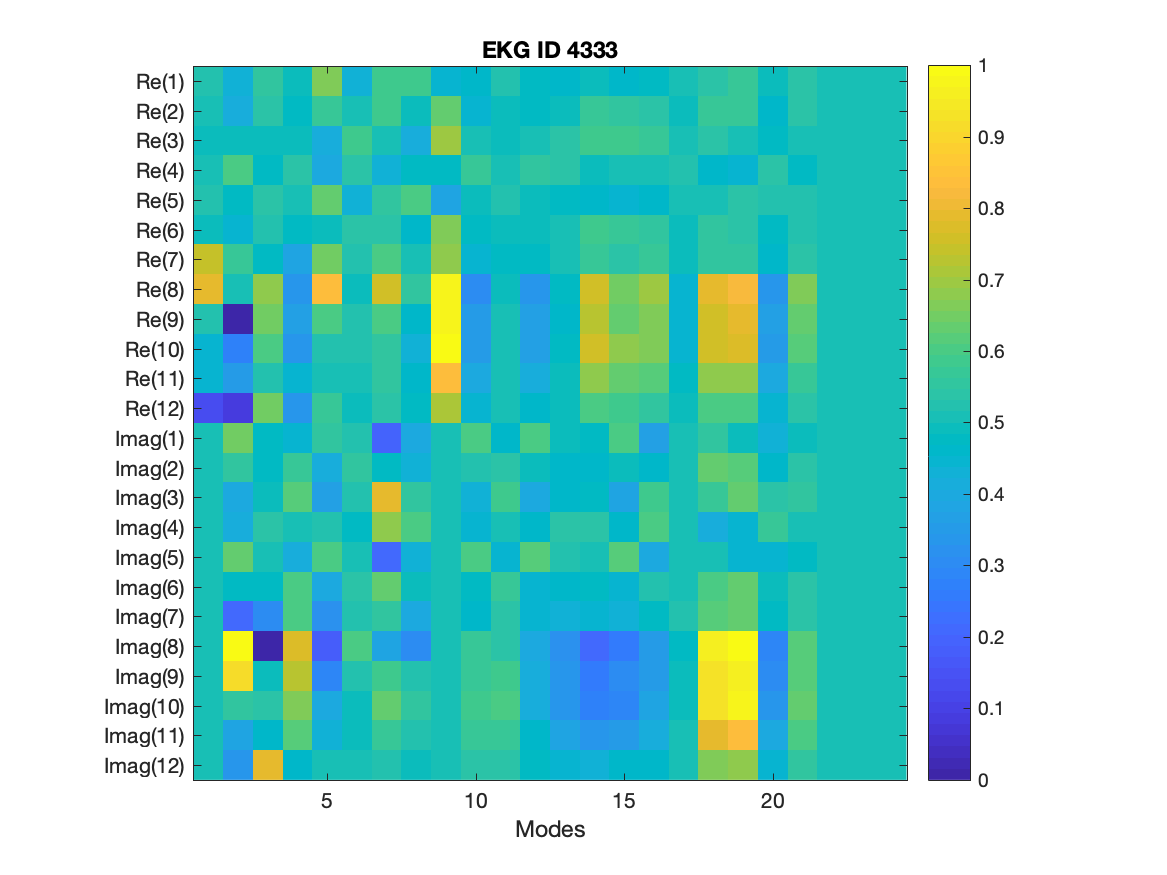 EKG ID 4333
Re(1)
Re(2)
Re(3)
Re(4)
Re(5)
Re(6)
Re(7)
Re(8)
Re(9)
Re(10)
Re(11)
Re(12)
Imag(1)
Imag(2)
Imag(3)
Imag(4)
Imag(5)
Imag(6)
Imag(7)
Imag(8)
Imag(9)
Imag(10)
Imag(11)
Imag(12)
5 10 15 20
Modes
1
0.9
0.8
0.7
0.6
0.5
0.4
0.3
0.2
0.1
0